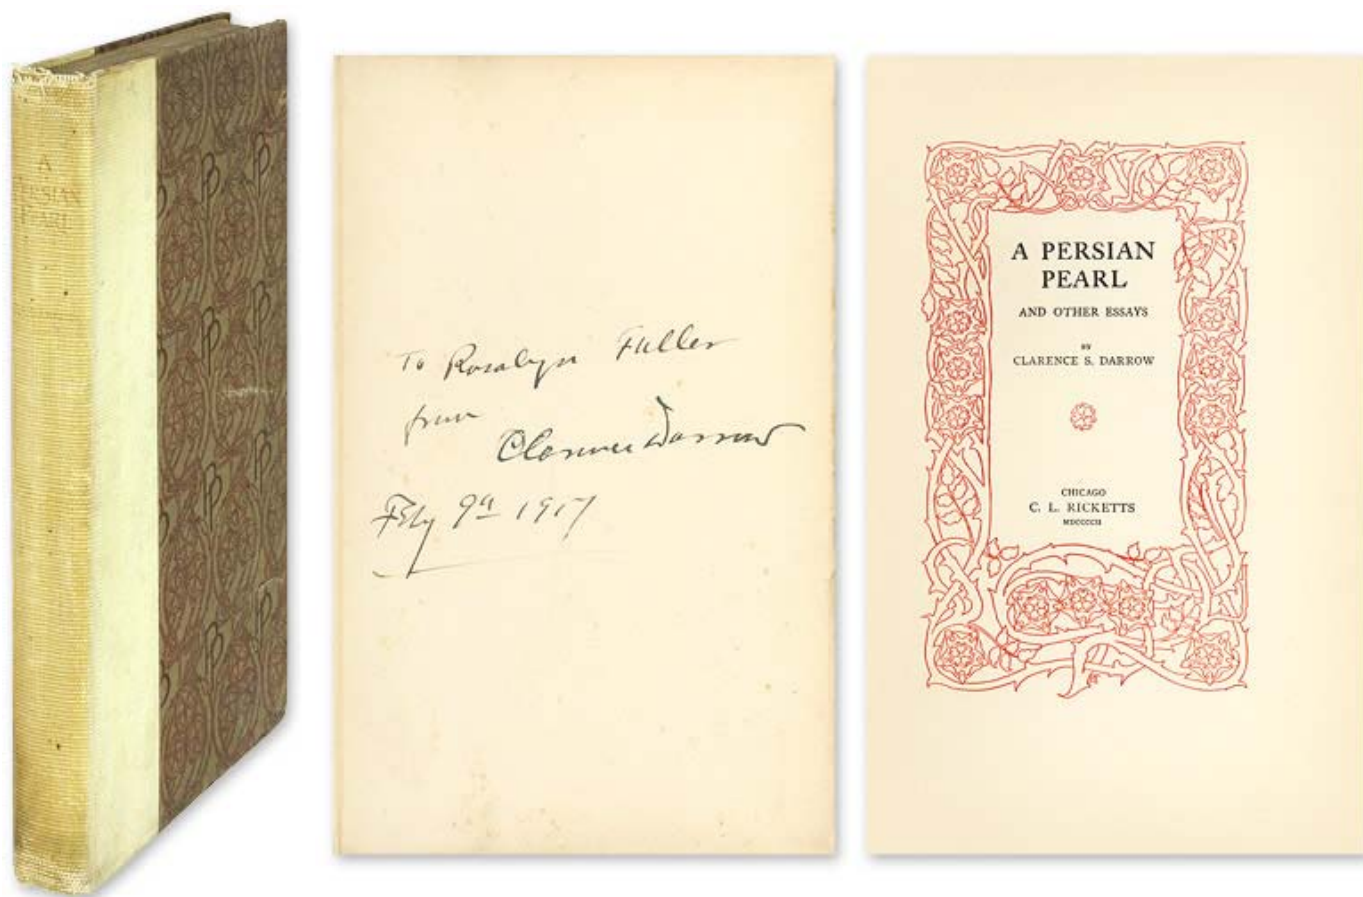 A
PERSIAN
PEARL
To Rosalyn Fuller
from
Clarence Darrow
Feby 9th 1917
A PERSIAN
PEARL
AND OTHER ESSAYS
BY
CLARENCE S. DARROW
CHICAGO
C. L. RICKETTS
MDCCCCII